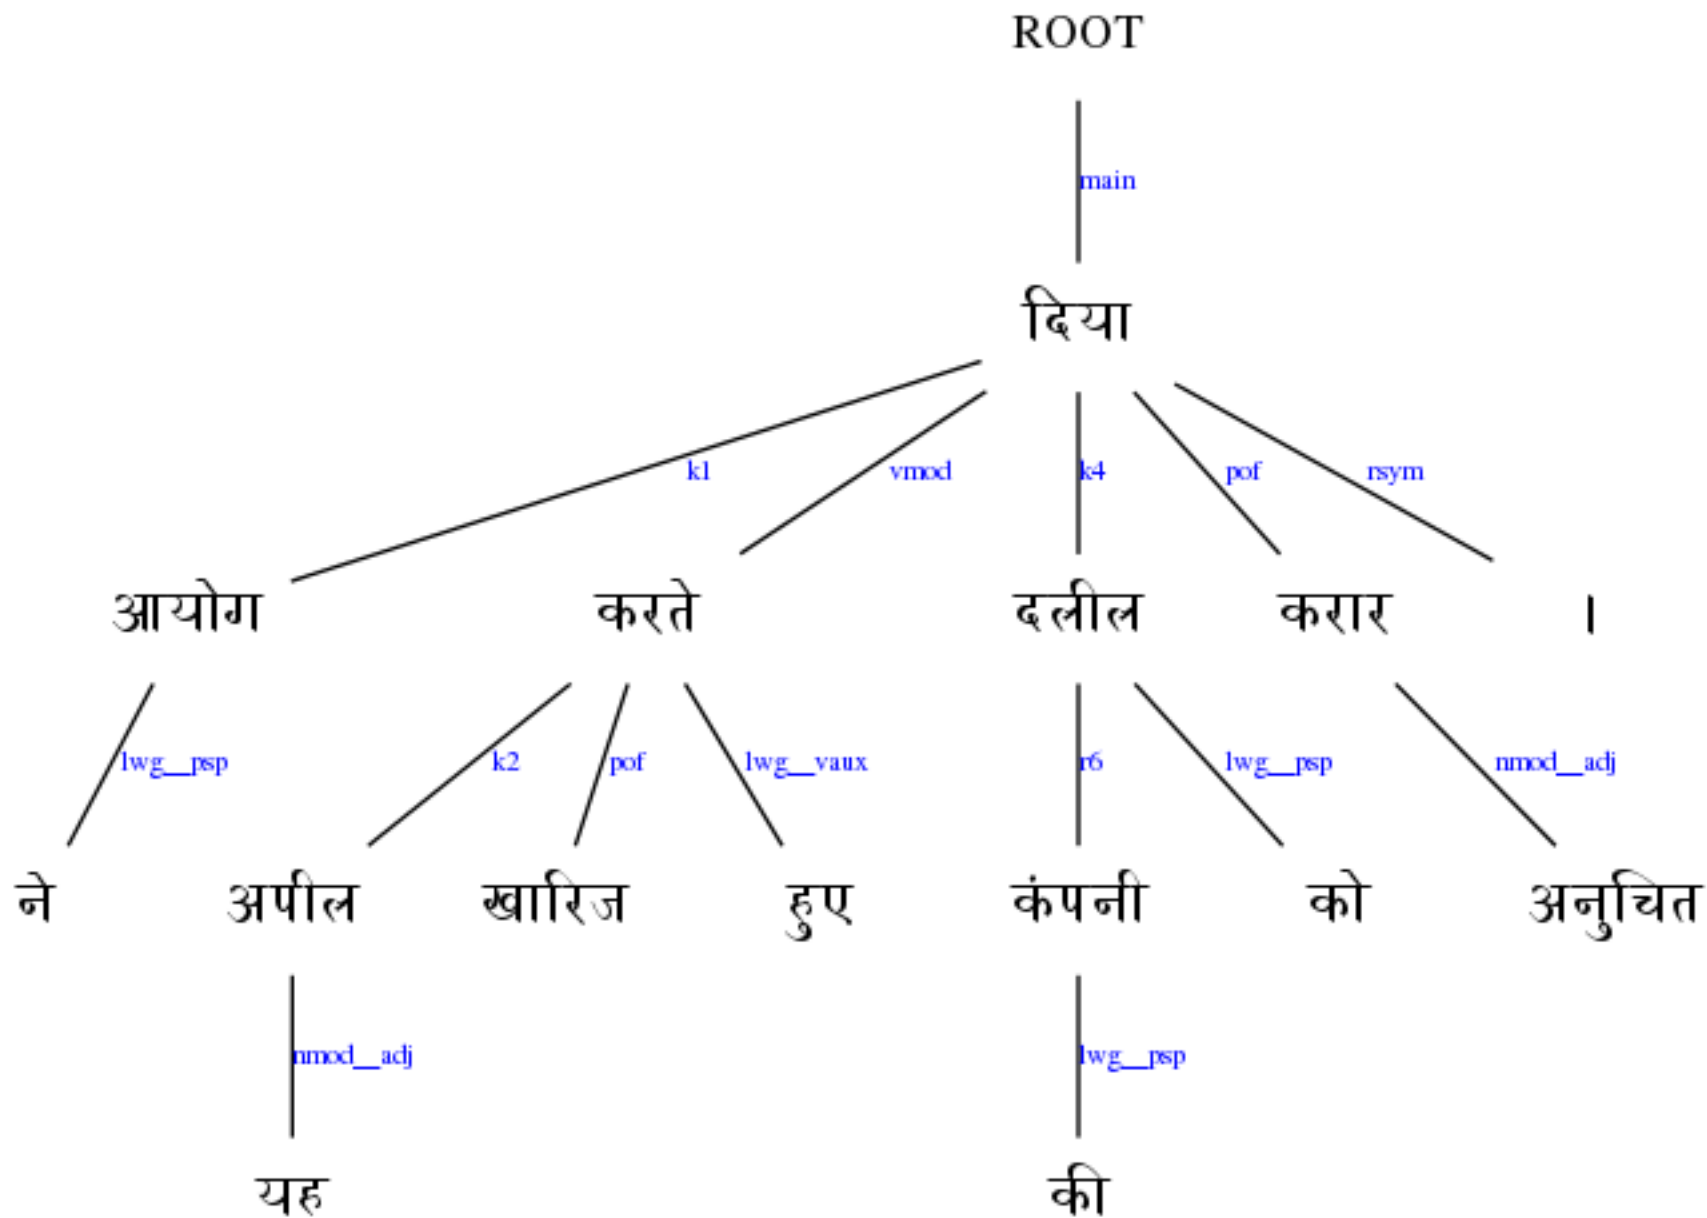 ROOT
main
दिया
k1 vmod k4 pof rsym
आयोग करते दलील करार ।
lwg__psp k2 pof lwg__vaux r6 lwg__psp nmod__adj
ने अपील खारिज हुए कंपनी को अनुचित
nmod__adj lwg__psp
यह की